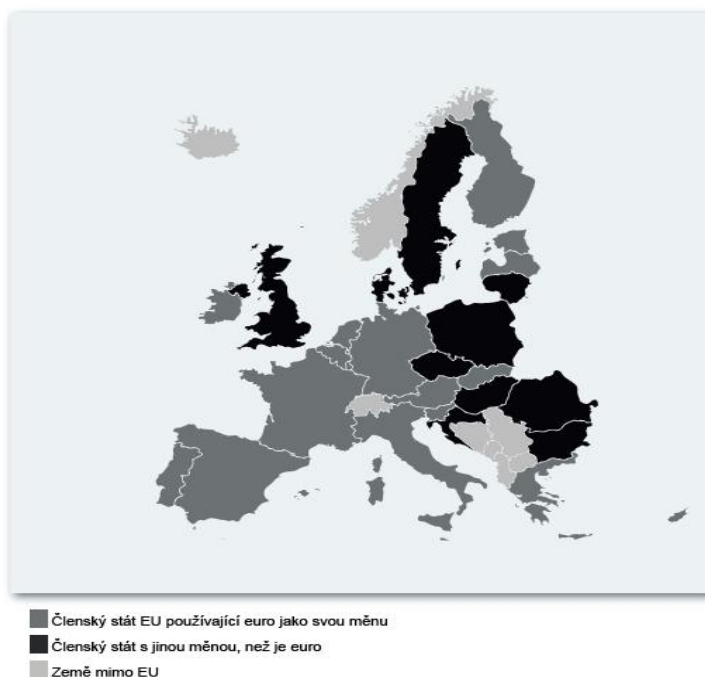 Členský stát EU používající euro jako svou měnu
Členský stát s jinou měnou, než je euro
Země mimo EU